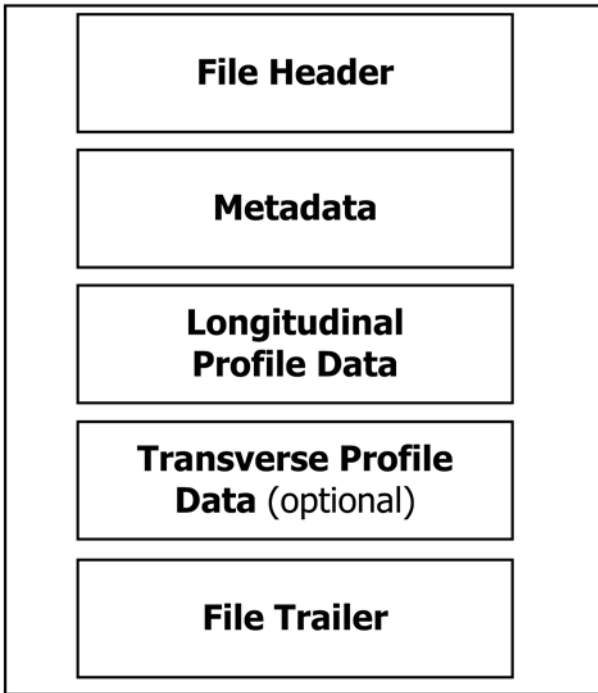 File Header
Metadata
Longitudinal
Profile Data
Transverse Profile
Data (optional)
File Trailer